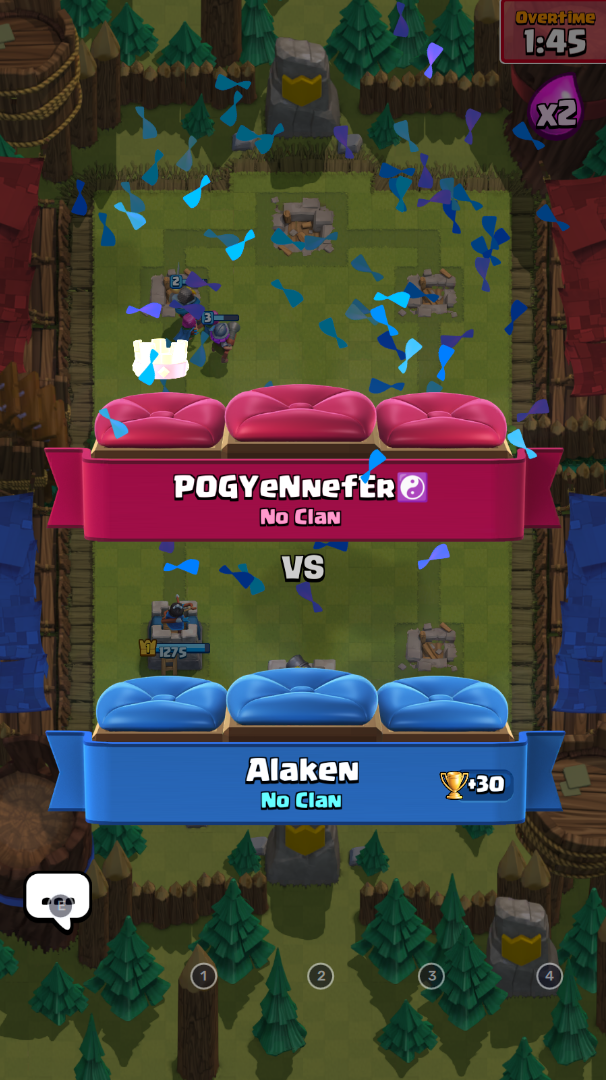 Overtime
1:45
x2
2
3
POGYeNnefEr
No Clan
VS
1275
Alaken
+30
No Clan
1
2
3
4